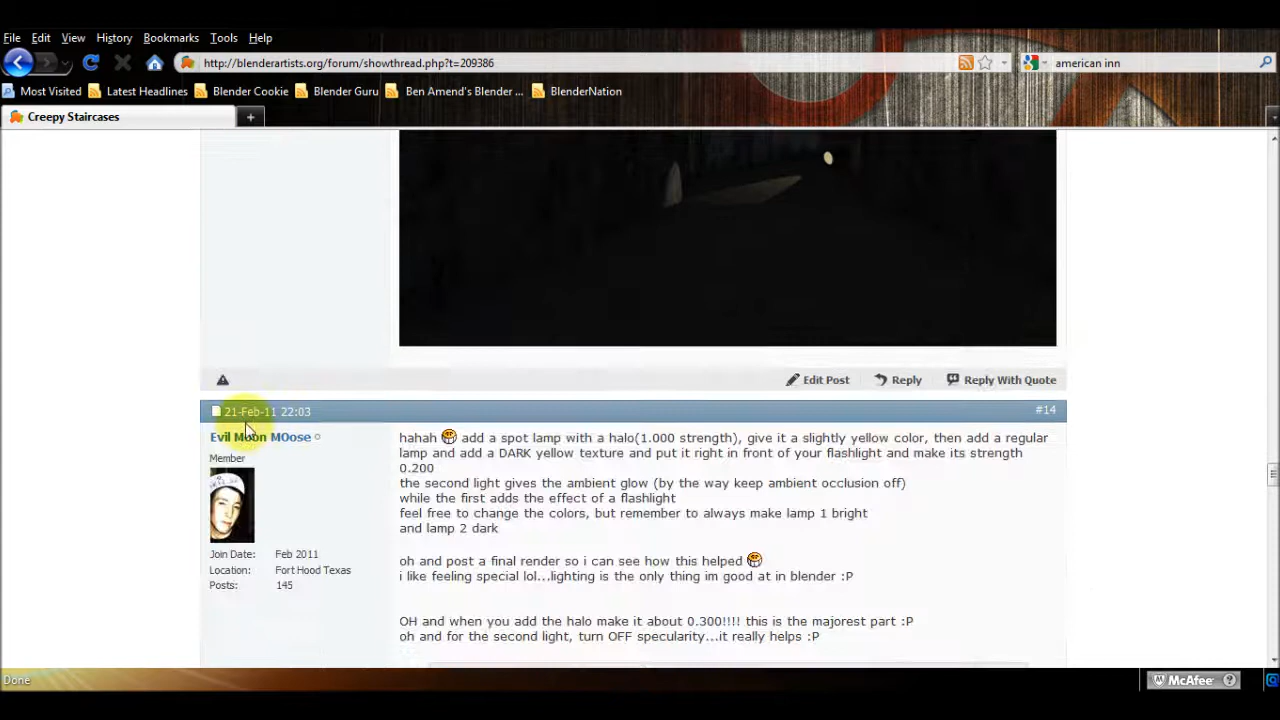 File Edit View History Bookmarks Tools Help
http://blenderartists.org/forum/showthread.php?t=209386 american inn
Most Visited Latest Headlines Blender Cookie Blender Guru Ben Amend's Blender ... BlenderNation
Creepy Staircases
Edit Post Reply Reply With Quote
21-Feb-11 22:03 #14
Evil Moon MOose
Member
Join Date: Feb 2011
Location: Fort Hood Texas
Posts: 145
hahah add a spot lamp with a halo(1.000 strength), give it a slightly yellow color, then add a regular
lamp and add a DARK yellow texture and put it right in front of your flashlight and make its strength
0.200
the second light gives the ambient glow (by the way keep ambient occlusion off)
while the first adds the effect of a flashlight
feel free to change the colors, but remember to always make lamp 1 bright
and lamp 2 dark
oh and post a final render so i can see how this helped
i like feeling special lol...lighting is the only thing im good at in blender :P
OH and when you add the halo make it about 0.300!!!! this is the majorest part :P
oh and for the second light, turn OFF specularity...it really helps :P
Done McAfee